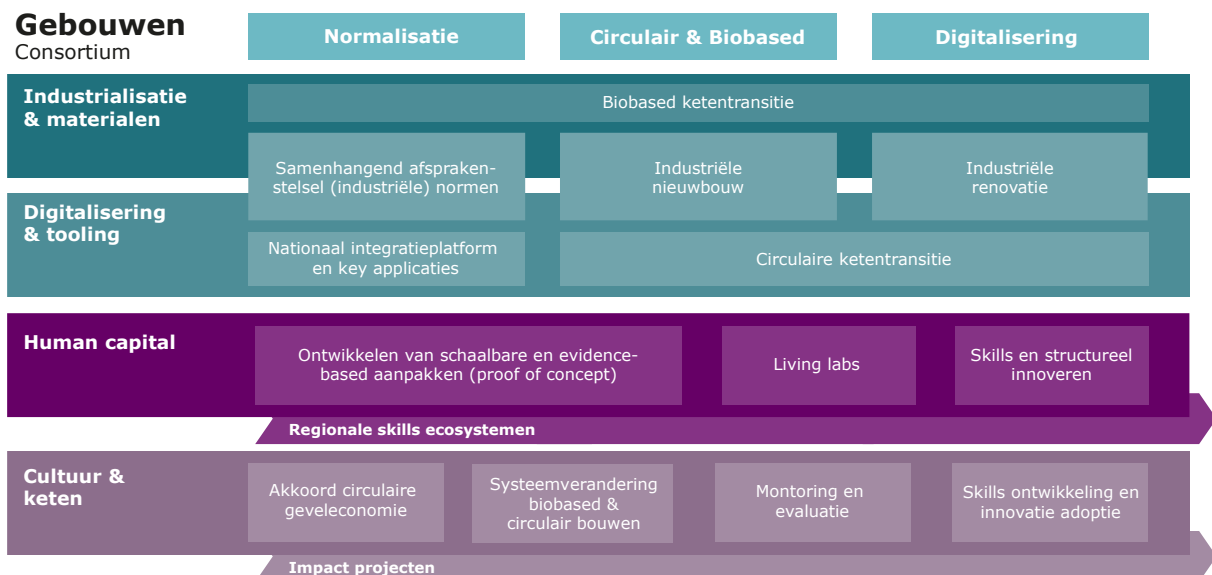 Gebouwen
Consortium
Normalisatie
Circulair & Biobased
Digitalisering
Industrialisatie
& materialen
Biobased ketentransitie
Samenhangend afspraken-
stelsel (industriële) normen
Industriële
nieuwbouw
Industriële
renovatie
Digitalisering
& tooling
Nationaal integratieplatform
en key applicaties
Circulaire ketentransitie
Human capital
Ontwikkelen van schaalbare en evidence-
based aanpakken (proof of concept)
Living labs
Skills en structureel
innoveren
Regionale skills ecosystemen
Cultuur &
keten
Akkoord circulaire
geveleconomie
Systeemverandering
biobased &
circulair bouwen
Montoring en
evaluatie
Skills ontwikkeling en
innovatie adoptie
Impact projecten